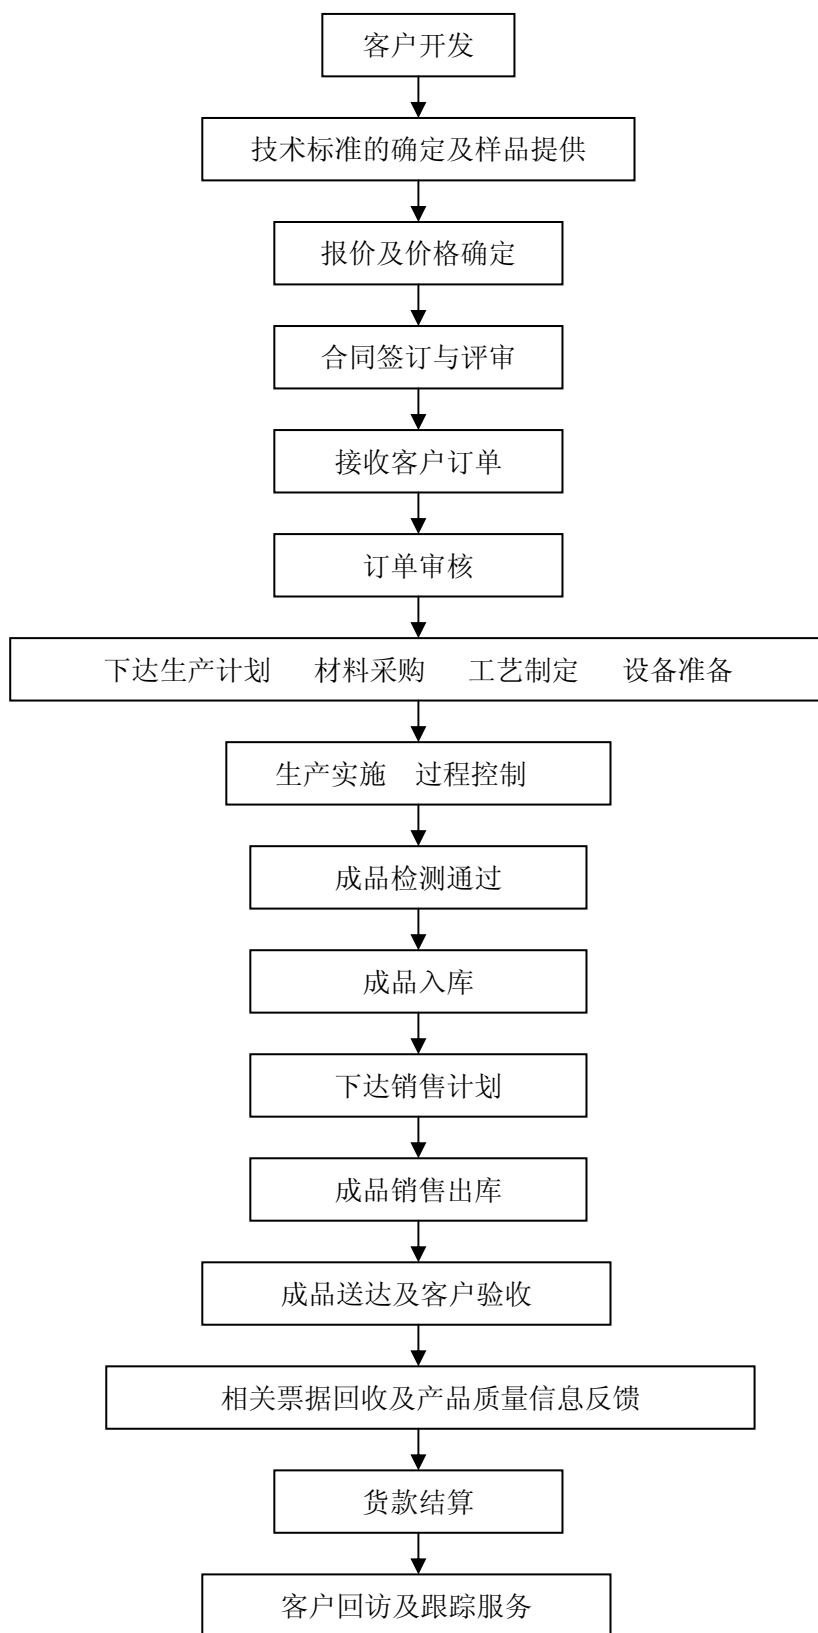 客户开发
技术标准的确定及样品提供
报价及价格确定
合同签订与评审
接收客户订单
订单审核
下达生产计划 材料采购 工艺制定 设备准备
生产实施 过程控制
成品检测通过
成品入库
下达销售计划
成品销售出库
成品送达及客户验收
相关票据回收及产品质量信息反馈
货款结算
客户回访及跟踪服务